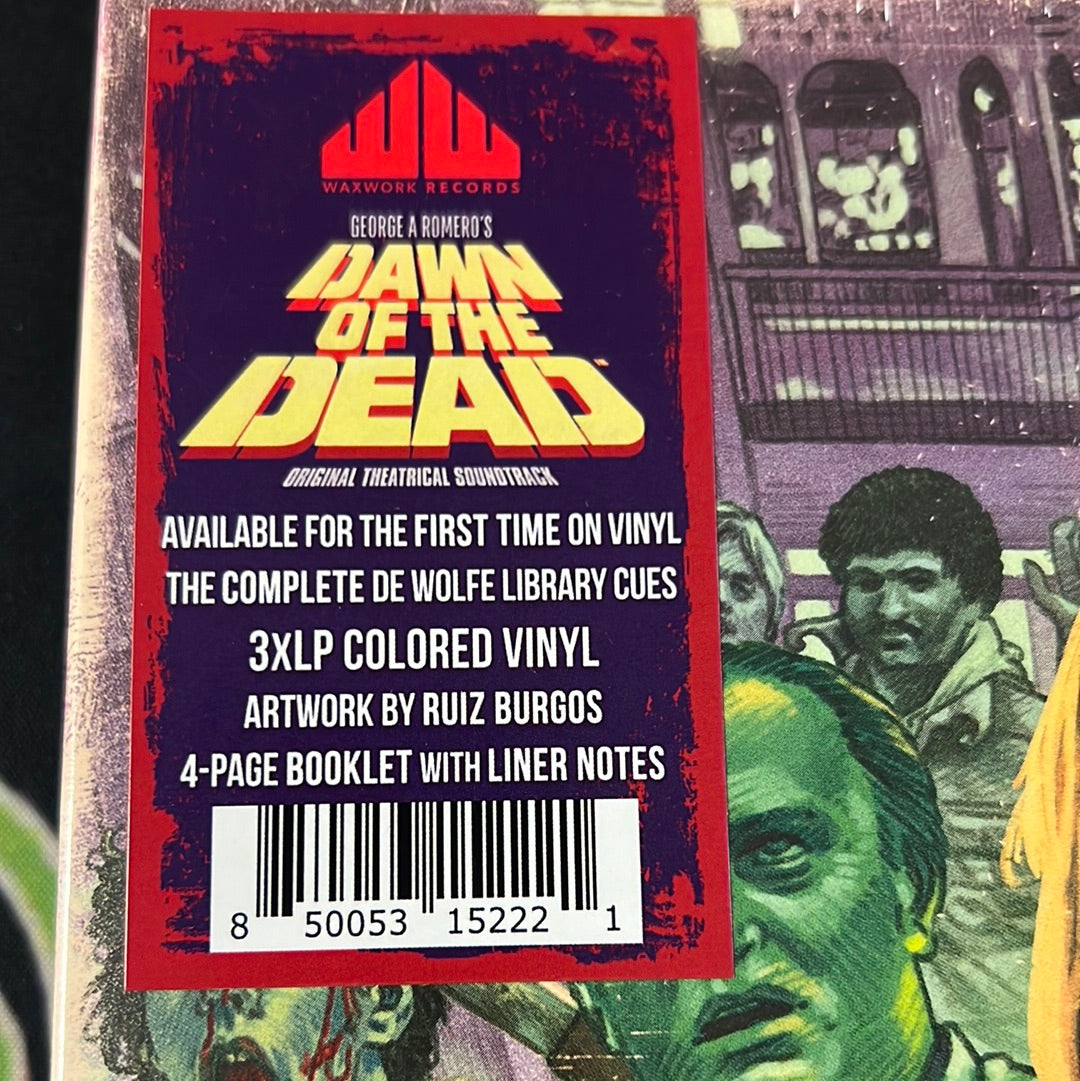 WAXWORK RECORDS
GEORGE A ROMERO'S
DAWN
OF THE
DEAD™
ORIGINAL THEATRICAL SOUNDTRACK
AVAILABLE FOR THE FIRST TIME ON VINYL
THE COMPLETE DE WOLFE LIBRARY CUES
3XLP COLORED VINYL
ARTWORK BY RUIZ BURGOS
4-PAGE BOOKLET WITH LINER NOTES
8 50053 15222 1